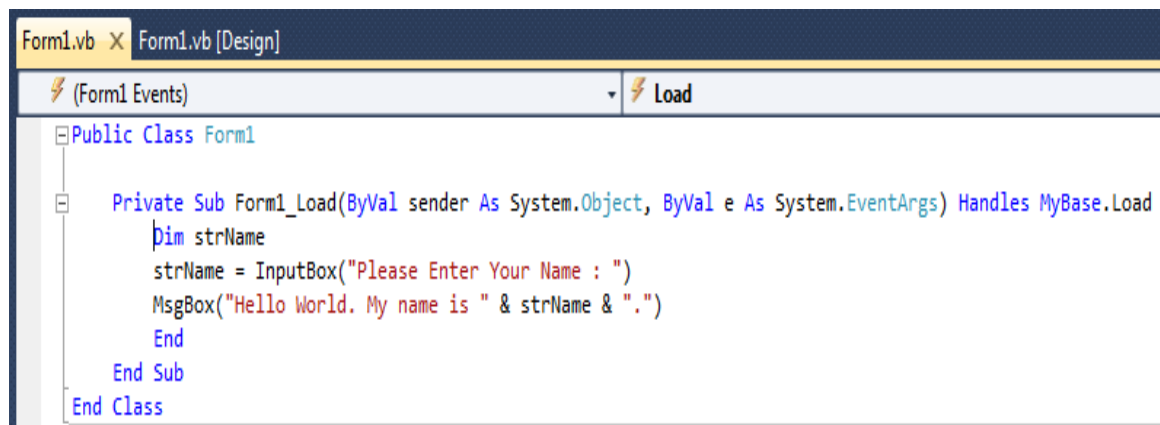 Form1.vb X Form1.vb [Design]
(Form1 Events) Load
Public Class Form1
Private Sub Form1_Load(ByVal sender As System.Object, ByVal e As System.EventArgs) Handles MyBase.Load
Dim strName
strName = InputBox("Please Enter Your Name : ")
MsgBox("Hello World. My name is " & strName & ".")
End
End Sub
End Class